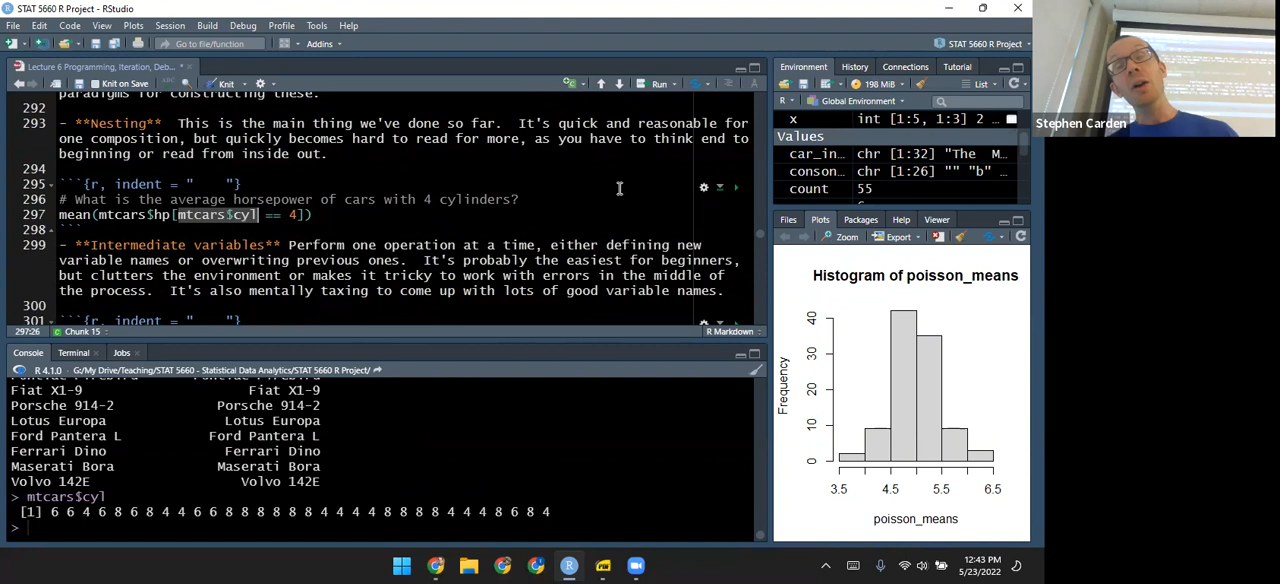 STAT 5660 R Project - RStudio
File Edit Code View Plots Session Build Debug Profile Tools Help
Go to file/function Addins STAT 5660 R Project
Lecture 6 Programming, Iteration, Deb...
Knit on Save Knit Run
paradigms for constructing these.
292
293 - **Nesting** This is the main thing we've done so far. It's quick and reasonable for
one composition, but quickly becomes hard to read for more, as you have to think end to
beginning or read from inside out.
294
295 ```{r, indent = " "}
296 # What is the average horsepower of cars with 4 cylinders?
297 mean(mtcars$hp[mtcars$cyl == 4])
298 ```
299 - **Intermediate variables** Perform one operation at a time, either defining new
variable names or overwriting previous ones. It's probably the easiest for beginners,
but clutters the environment or makes it tricky to work with errors in the middle of
the process. It's also mentally taxing to come up with lots of good variable names.
300
301 ```{r, indent = " "}
297:26 Chunk 15 R Markdown
Console Terminal Jobs
R 4.1.0 · G:/My Drive/Teaching/STAT 5660 - Statistical Data Analytics/STAT 5660 R Project/
Fiat X1-9 Fiat X1-9
Porsche 914-2 Porsche 914-2
Lotus Europa Lotus Europa
Ford Pantera L Ford Pantera L
Ferrari Dino Ferrari Dino
Maserati Bora Maserati Bora
Volvo 142E Volvo 142E
> mtcars$cyl
[1] 6 6 4 6 8 6 8 4 4 6 6 8 8 8 8 8 8 4 4 4 4 8 8 8 8 4 4 4 8 6 8 4
>
Environment History Connections Tutorial
198 MiB List
R Global Environment
x int [1:5, 1:3] 2 ...
Values
car_in... chr [1:32] "The M...
conson... chr [1:26] "" "b" ...
count 55
Files Plots Packages Help Viewer
Zoom Export
Histogram of poisson_means
Frequency
40
30
20
10
0
3.5 4.5 5.5 6.5
poisson_means
Stephen Carden
12:43 PM
5/23/2022